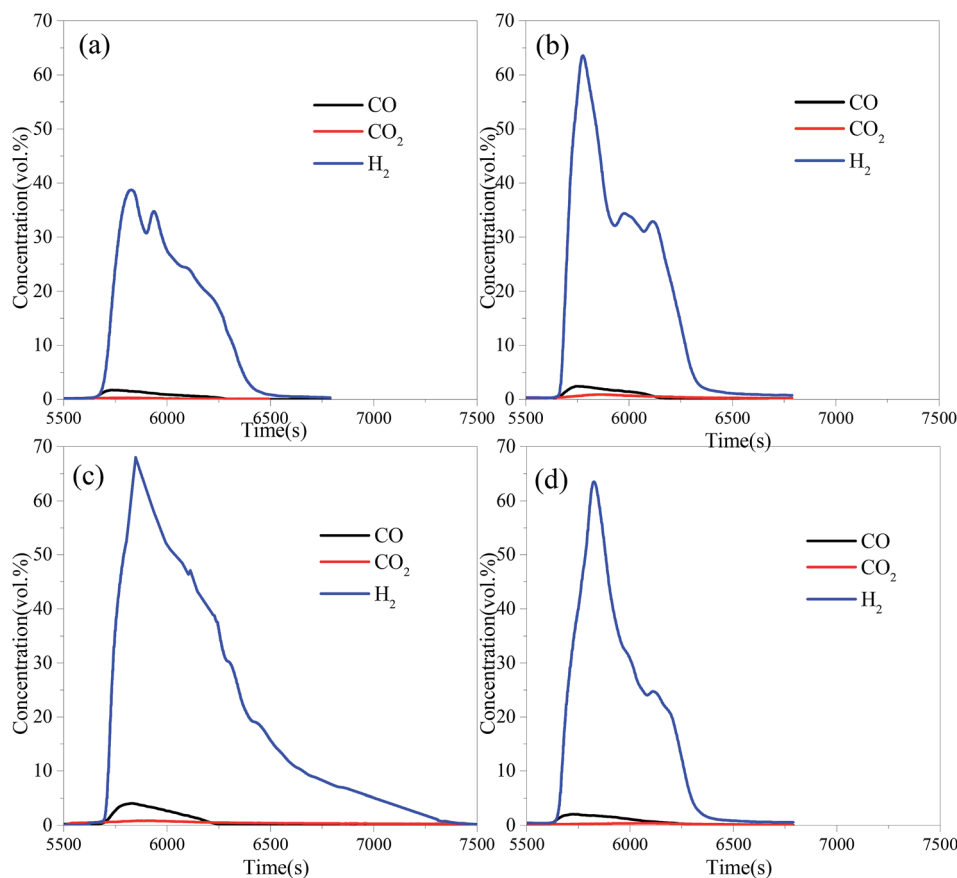 (a)
70
60
50
40
30
20
10
0
Concentration(vol.%)
CO
CO₂
H₂
5500 6000 6500 7000 7500
Time(s)
(b)
70
60
50
40
30
20
10
0
Concentration(vol.%)
CO
CO₂
H₂
5500 6000 6500 7000 7500
Time(s)
(c)
70
60
50
40
30
20
10
0
Concentration(vol.%)
CO
CO₂
H₂
5500 6000 6500 7000 7500
Time(s)
(d)
70
60
50
40
30
20
10
0
Concentration(vol.%)
CO
CO₂
H₂
5500 6000 6500 7000 7500
Time(s)